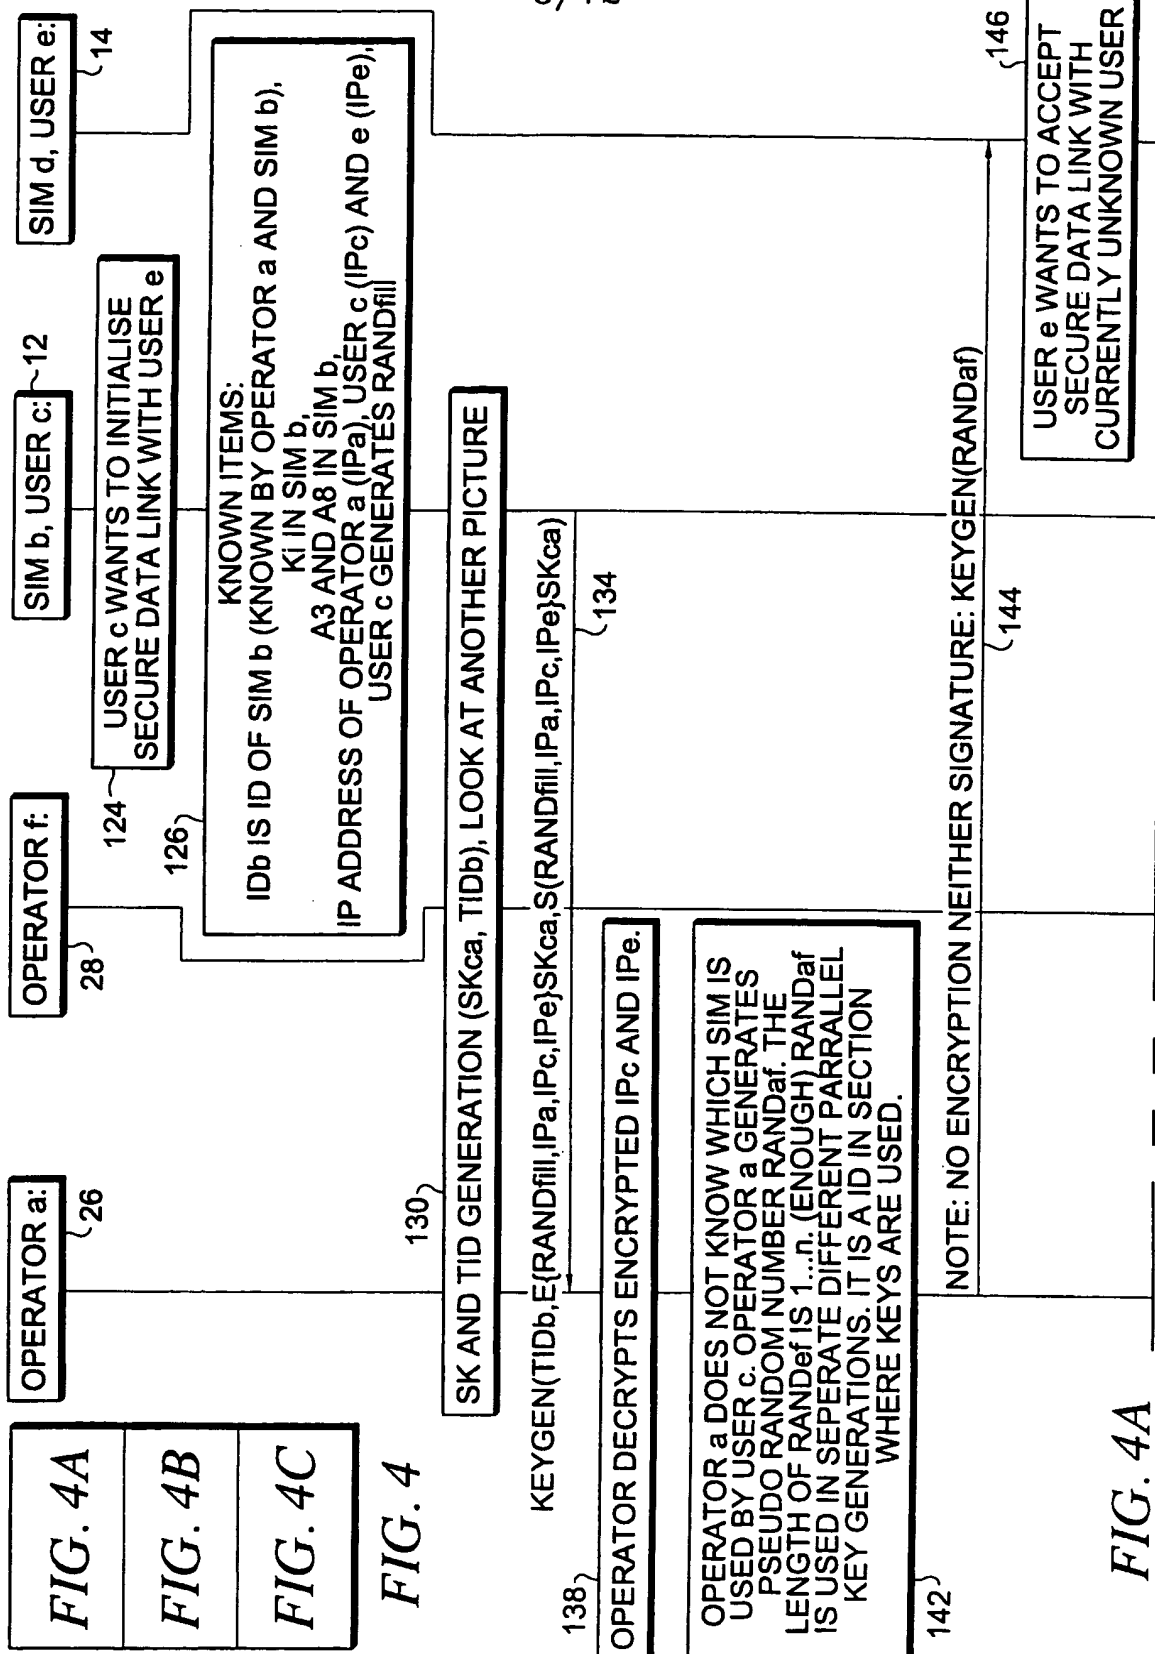 FIG. 4A
FIG. 4B
FIG. 4C
FIG. 4
OPERATOR a:
26
OPERATOR f:
28
SIM b, USER c:
12
SIM d, USER e:
14
124
USER c WANTS TO INITIALISE
SECURE DATA LINK WITH USER e
126
KNOWN ITEMS:
IDb IS ID OF SIM b (KNOWN BY OPERATOR a AND SIM b),
Ki IN SIM b,
A3 AND A8 IN SIM b,
IP ADDRESS OF OPERATOR a (IPa), USER c (IPc) AND e (IPe),
USER c GENERATES RANDfill
130
SK AND TID GENERATION (SKca, TIDb), LOOK AT ANOTHER PICTURE
KEYGEN(TIDb,E{RANDfill,IPa,IPc,IPe}SKca,S(RANDfill,IPa,IPc,IPe}SKca)
134
138
OPERATOR DECRYPTS ENCRYPTED IPc AND IPe.
OPERATOR a DOES NOT KNOW WHICH SIM IS
USED BY USER c. OPERATOR a GENERATES
PSEUDO RANDOM NUMBER RANDaf. THE
LENGTH OF RANDef IS 1...n. (ENOUGH) RANDaf
IS USED IN SEPERATE DIFFERENT PARRALLEL
KEY GENERATIONS. IT IS A ID IN SECTION
WHERE KEYS ARE USED.
142
NOTE: NO ENCRYPTION NEITHER SIGNATURE: KEYGEN(RANDaf)
144
146
USER e WANTS TO ACCEPT
SECURE DATA LINK WITH
CURRENTLY UNKNOWN USER
FIG. 4A